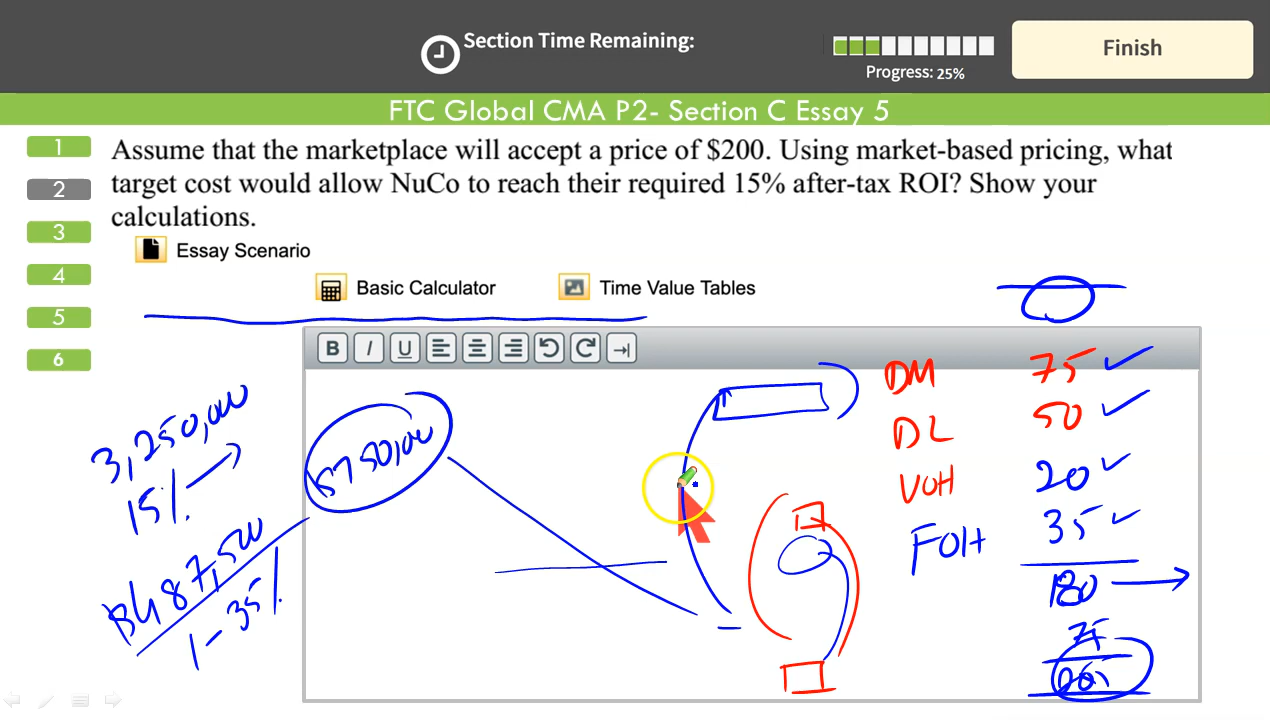 Section Time Remaining:
Progress: 25%
Finish
FTC Global CMA P2- Section C Essay 5
1
2
3
4
5
6
Assume that the marketplace will accept a price of $200. Using market-based pricing, what
target cost would allow NuCo to reach their required 15% after-tax ROI? Show your
calculations.
Essay Scenario
Basic Calculator
Time Value Tables
B I U
3,250,000
15%
487,500
1-35%
750,000
DM 75
DL 50
VOH 20
FOH 35
180